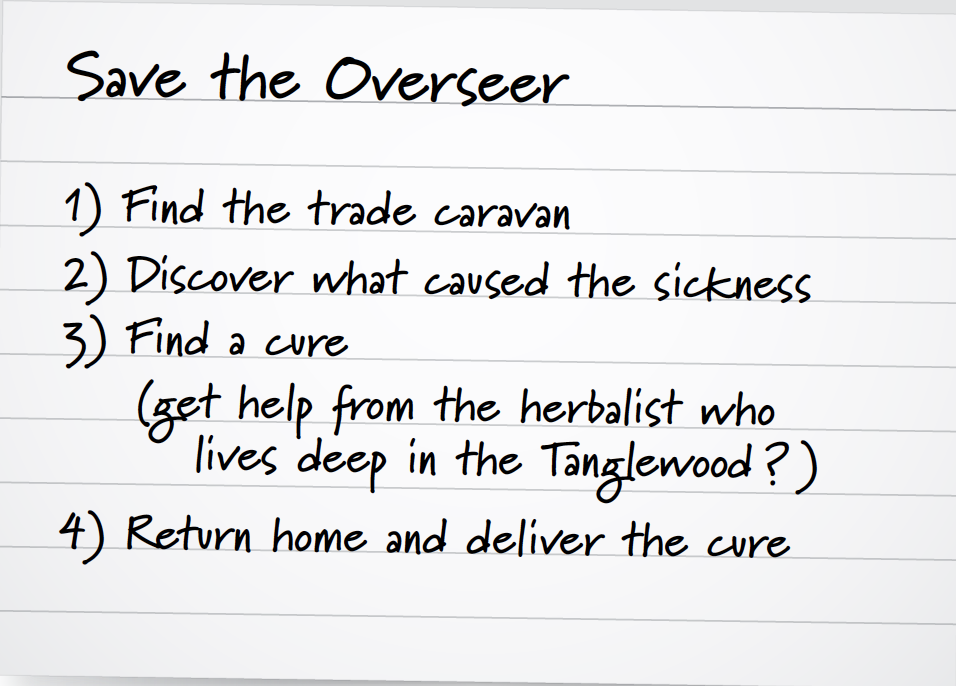 Save the Overseer
1) Find the trade caravan
2) Discover what caused the sickness
3) Find a cure
(get help from the herbalist who
lives deep in the Tanglewood?)
4) Return home and deliver the cure